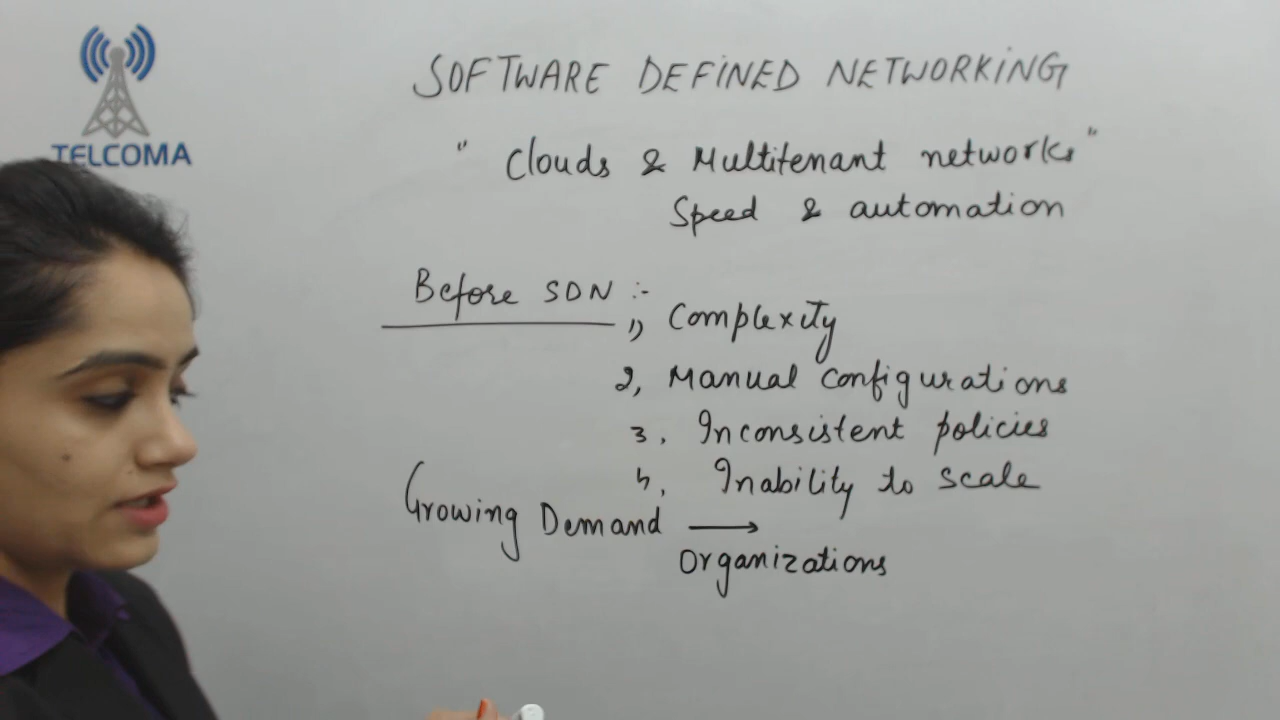 TELCOMA
SOFTWARE DEFINED NETWORKING
" Clouds & Multitenant networks "
Speed & automation
Before SDN :-
1) Complexity
2, Manual configurations
3. Inconsistent policies
4. Inability to scale
Growing Demand →
Organizations